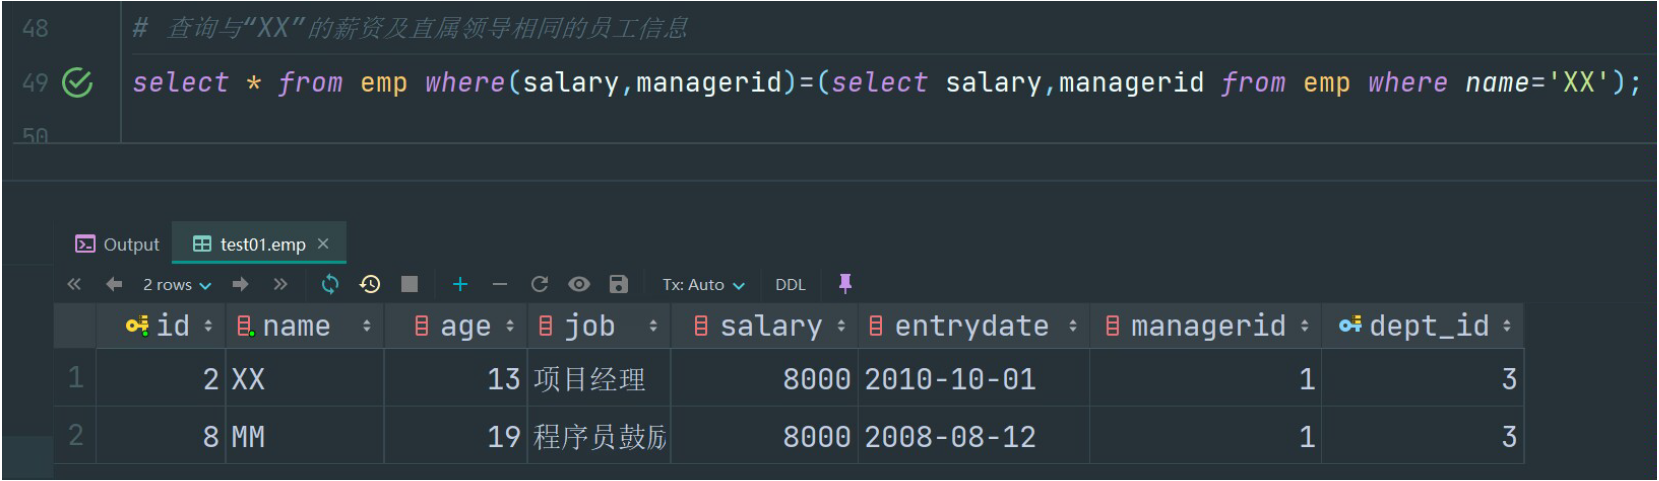 48 # 查询与“XX”的薪资及直属领导相同的员工信息
49 select * from emp where(salary,managerid)=(select salary,managerid from emp where name='XX');
50
Output test01.emp
2 rows Tx: Auto DDL
id name age job salary entrydate managerid dept_id
1 2 XX 13 项目经理 8000 2010-10-01 1 3
2 8 MM 19 程序员鼓励 8000 2008-08-12 1 3